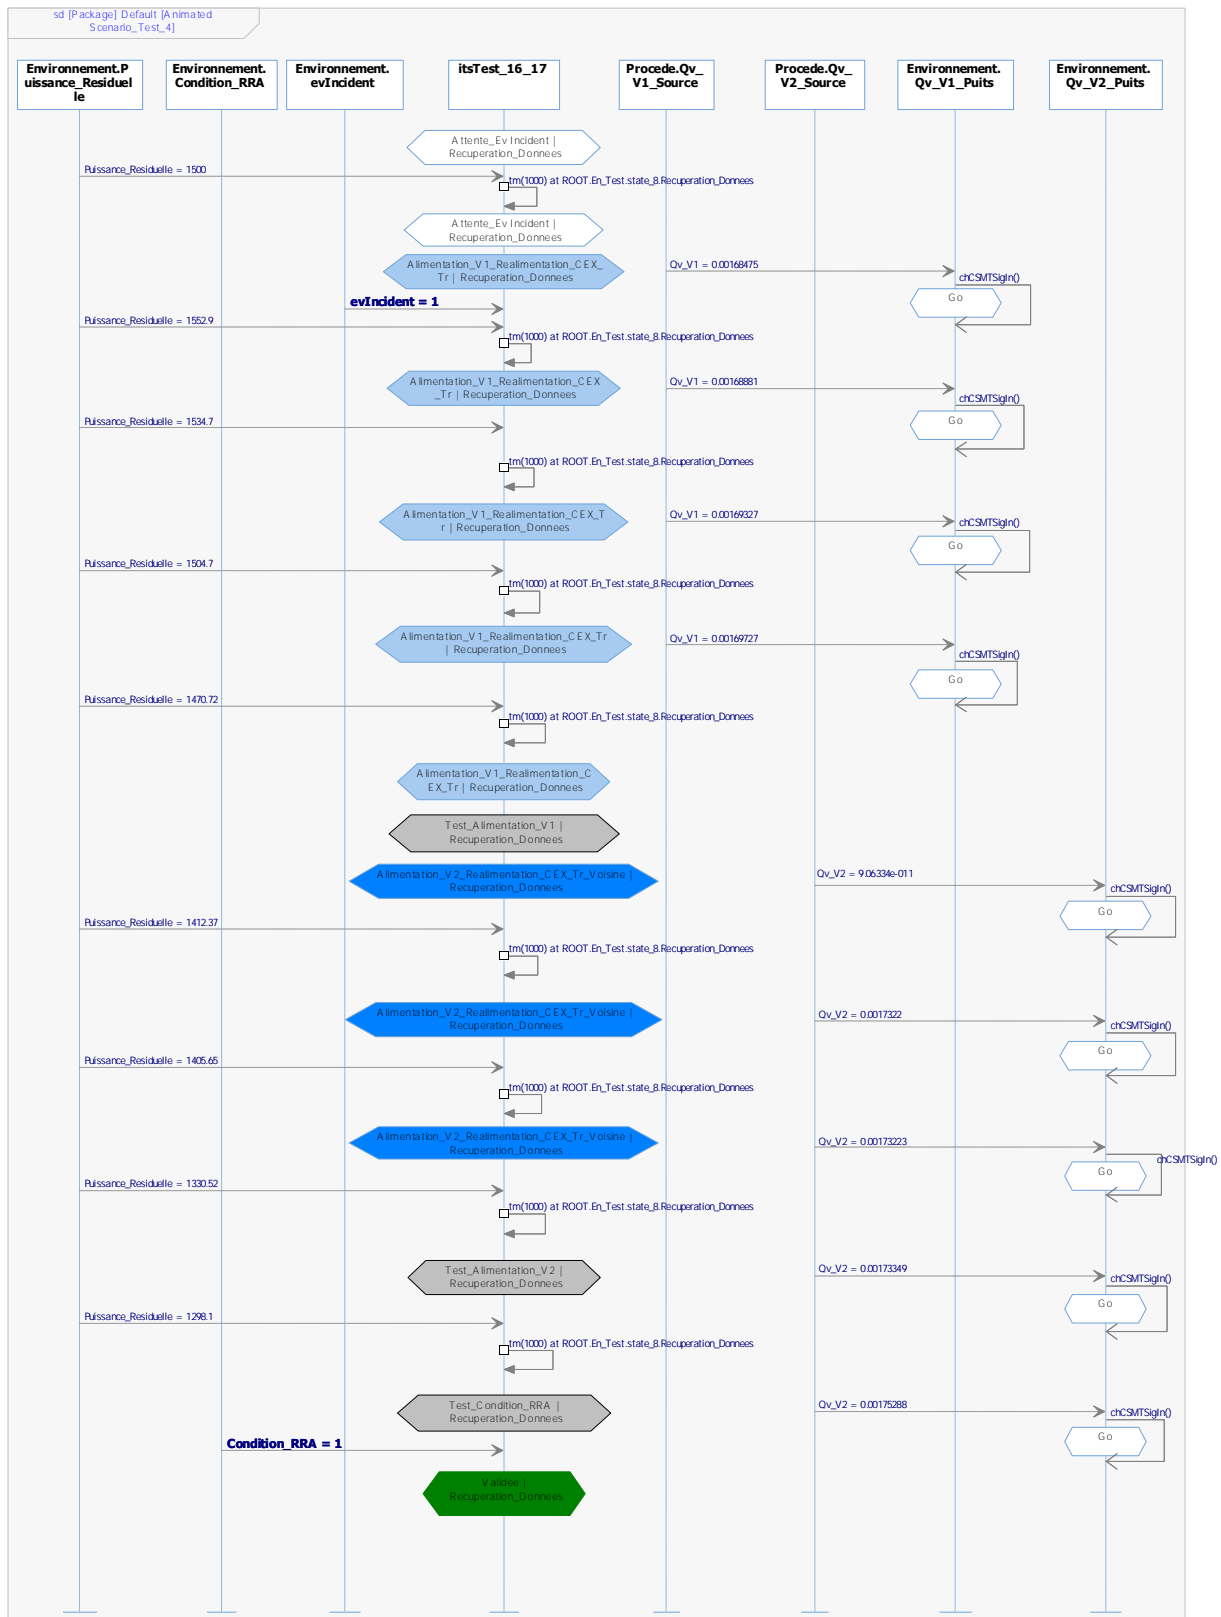 sd [Package] Default [Animated
Scenario_Test_4]
Environnement.P
uissance_Residuel
le
Environnement.
Condition_RRA
Environnement.
evIncident
itsTest_16_17
Procede.Qv_
V1_Source
Procede.Qv_
V2_Source
Environnement.
Qv_V1_Puits
Environnement.
Qv_V2_Puits
Attente_Ev Incident |
Recuperation_Donnees
Puissance_Residuelle = 1500
tm(1000) at ROOT.En_Test.state_8.Recuperation_Donnees
Attente_Ev Incident |
Recuperation_Donnees
Alimentation_V1_Realimentation_CEX_
Tr | Recuperation_Donnees
Qv_V1 = 0.00168475
chCSMTSigIn()
Go
evIncident = 1
Puissance_Residuelle = 1552.9
tm(1000) at ROOT.En_Test.state_8.Recuperation_Donnees
Alimentation_V1_Realimentation_CEX
_Tr | Recuperation_Donnees
Qv_V1 = 0.00168881
chCSMTSigIn()
Go
Puissance_Residuelle = 1534.7
tm(1000) at ROOT.En_Test.state_8.Recuperation_Donnees
Alimentation_V1_Realimentation_CEX_T
r | Recuperation_Donnees
Qv_V1 = 0.00169327
chCSMTSigIn()
Go
Puissance_Residuelle = 1504.7
tm(1000) at ROOT.En_Test.state_8.Recuperation_Donnees
Alimentation_V1_Realimentation_CEX_Tr
| Recuperation_Donnees
Qv_V1 = 0.00169727
chCSMTSigIn()
Go
Puissance_Residuelle = 1470.72
tm(1000) at ROOT.En_Test.state_8.Recuperation_Donnees
Alimentation_V1_Realimentation_C
EX_Tr | Recuperation_Donnees
Test_Alimentation_V1 |
Recuperation_Donnees
Alimentation_V2_Realimentation_CEX_Tr_Voisine |
Recuperation_Donnees
Qv_V2 = 9.06334e-011
chCSMTSigIn()
Go
Puissance_Residuelle = 1412.37
tm(1000) at ROOT.En_Test.state_8.Recuperation_Donnees
Alimentation_V2_Realimentation_CEX_Tr_Voisine |
Recuperation_Donnees
Qv_V2 = 0.0017322
chCSMTSigIn()
Go
Puissance_Residuelle = 1405.65
tm(1000) at ROOT.En_Test.state_8.Recuperation_Donnees
Alimentation_V2_Realimentation_CEX_Tr_Voisine |
Recuperation_Donnees
Qv_V2 = 0.00173223
chCSMTSigIn()
Go
Puissance_Residuelle = 1330.52
tm(1000) at ROOT.En_Test.state_8.Recuperation_Donnees
Test_Alimentation_V2 |
Recuperation_Donnees
Qv_V2 = 0.00173349
chCSMTSigIn()
Go
Puissance_Residuelle = 1298.1
tm(1000) at ROOT.En_Test.state_8.Recuperation_Donnees
Test_Condition_RRA |
Recuperation_Donnees
Qv_V2 = 0.00175288
chCSMTSigIn()
Go
Condition_RRA = 1
Validee |
Recuperation_Donnees